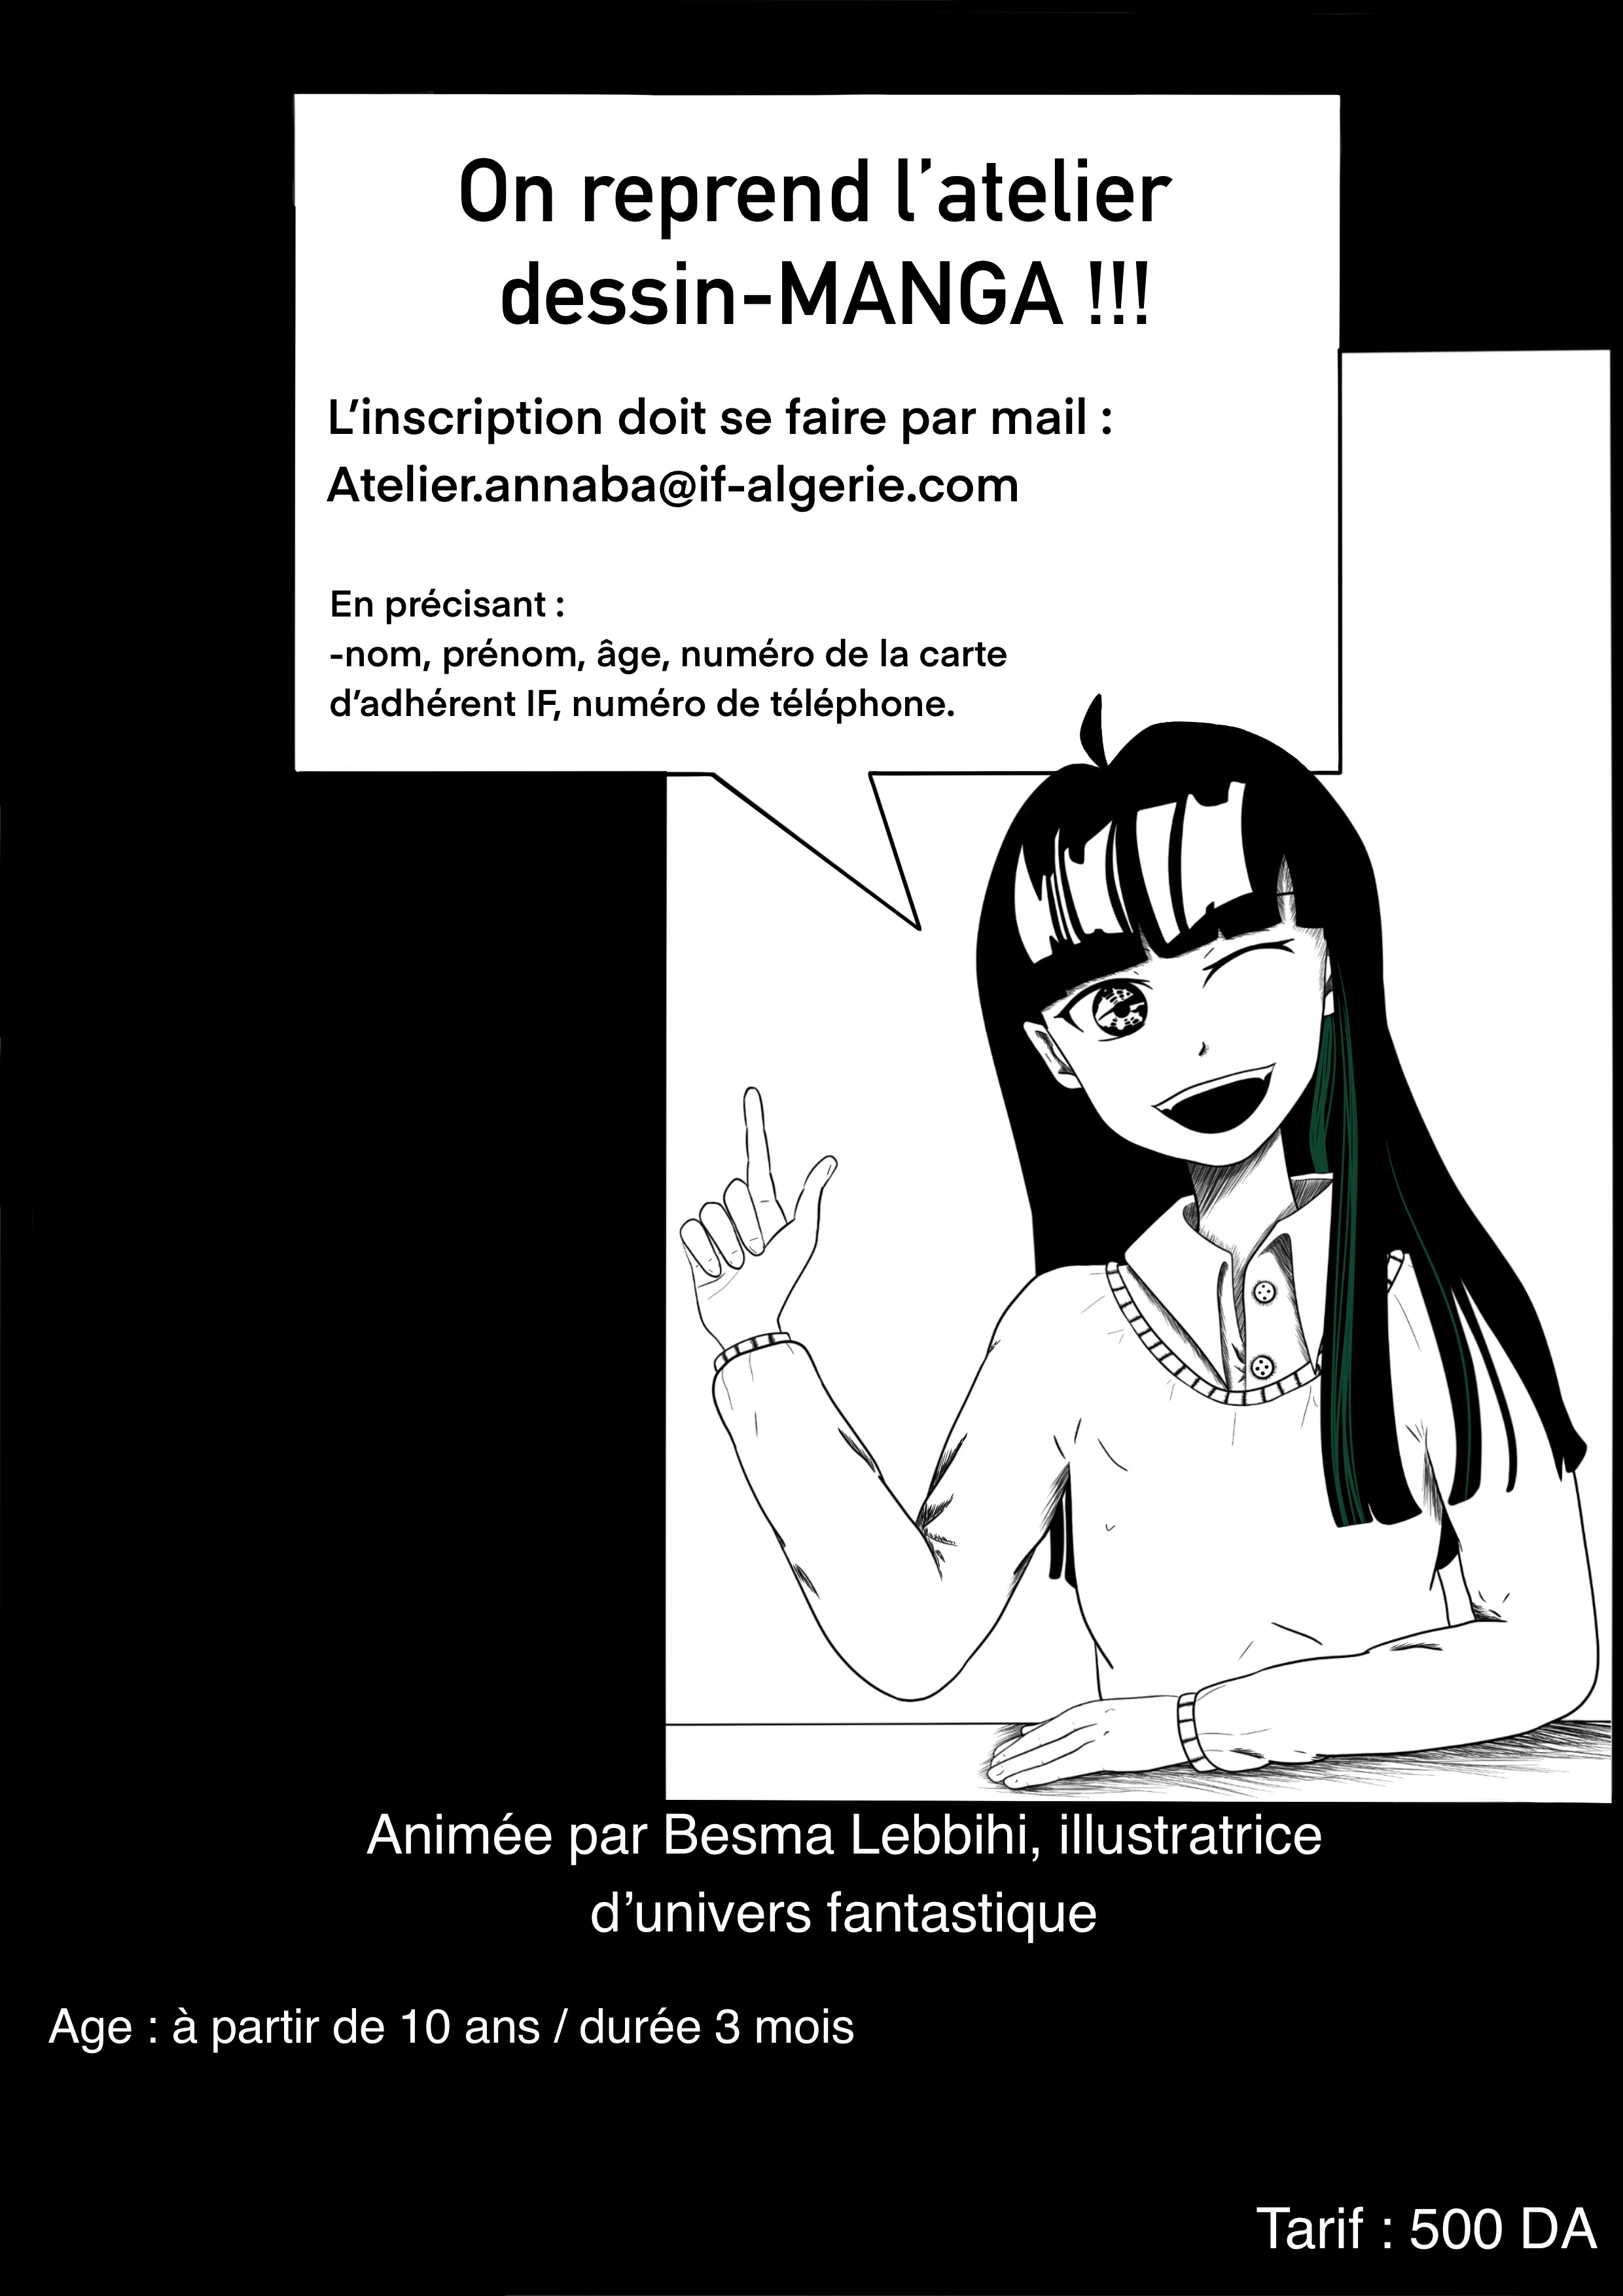 On reprend l’atelier
dessin-MANGA !!!
L’inscription doit se faire par mail :
Atelier.annaba@if-algerie.com
En précisant :
-nom, prénom, âge, numéro de la carte
d’adhérent IF, numéro de téléphone.
Animée par Besma Lebbihi, illustratrice
d’univers fantastique
Age : à partir de 10 ans / durée 3 mois
Tarif : 500 DA